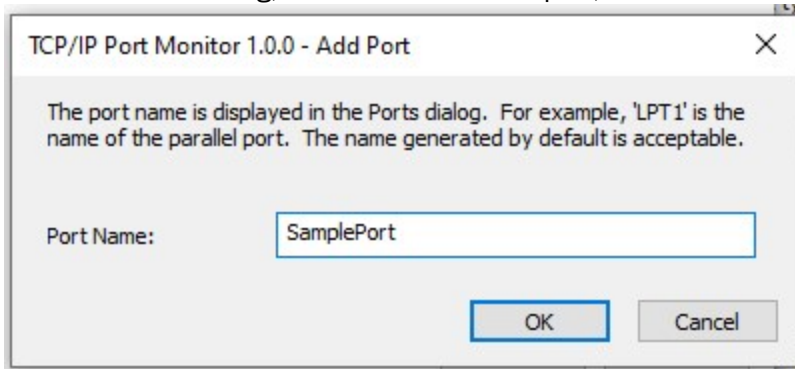 TCP/IP Port Monitor 1.0.0 - Add Port
The port name is displayed in the Ports dialog. For example, 'LPT1' is the
name of the parallel port. The name generated by default is acceptable.
Port Name: SamplePort
OK Cancel